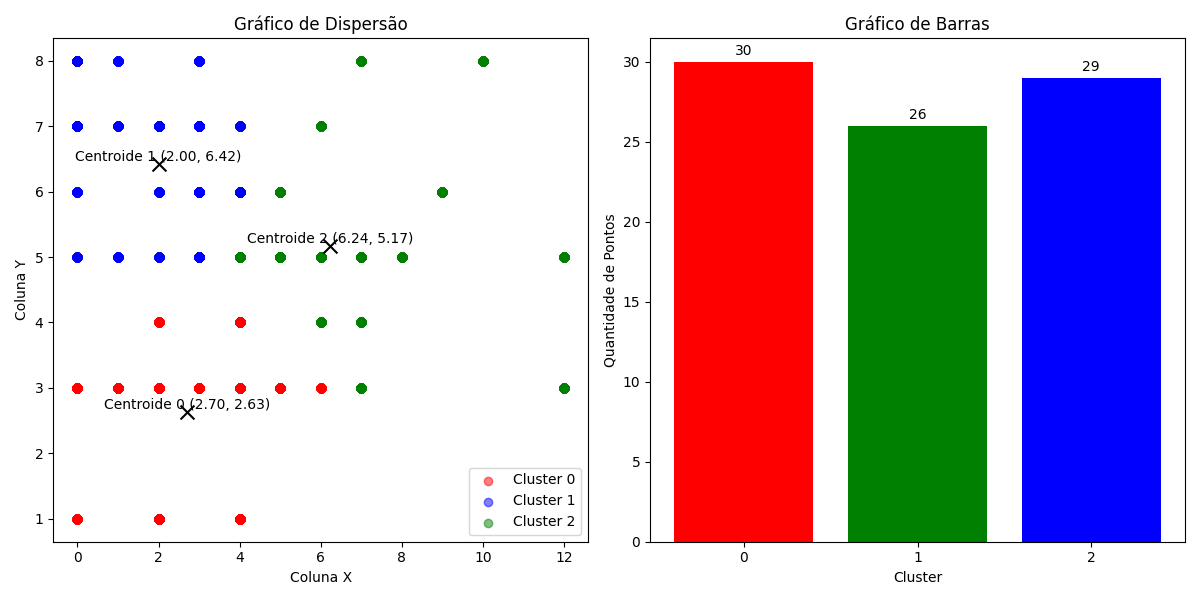 Gráfico de Dispersão
Coluna Y
8
7
6
5
4
3
2
1
Centroide 1 (2.00, 6.42)
Centroide 2 (6.24, 5.17)
Centroide 0 (2.70, 2.63)
Cluster 0
Cluster 1
Cluster 2
0 2 4 6 8 10 12
Coluna X
Gráfico de Barras
Quantidade de Pontos
30
25
20
15
10
5
0
30
26
29
0 1 2
Cluster